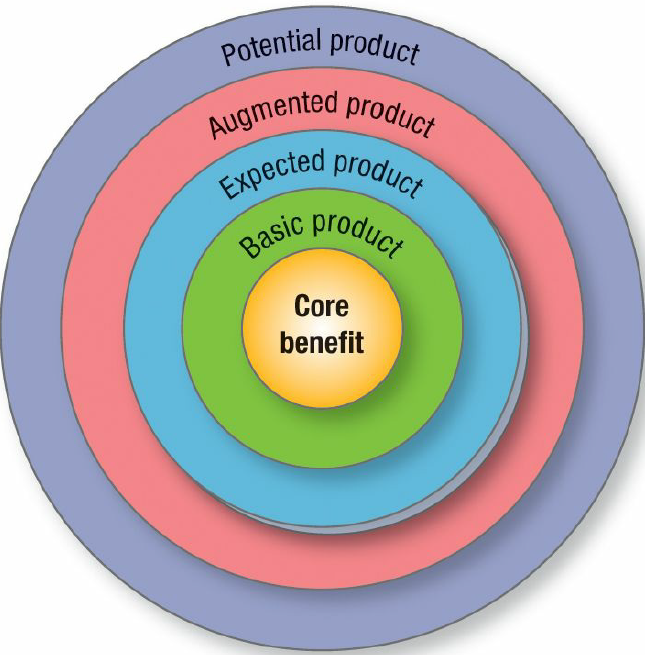 Potential product
Augmented product
Expected product
Basic product
Core
benefit